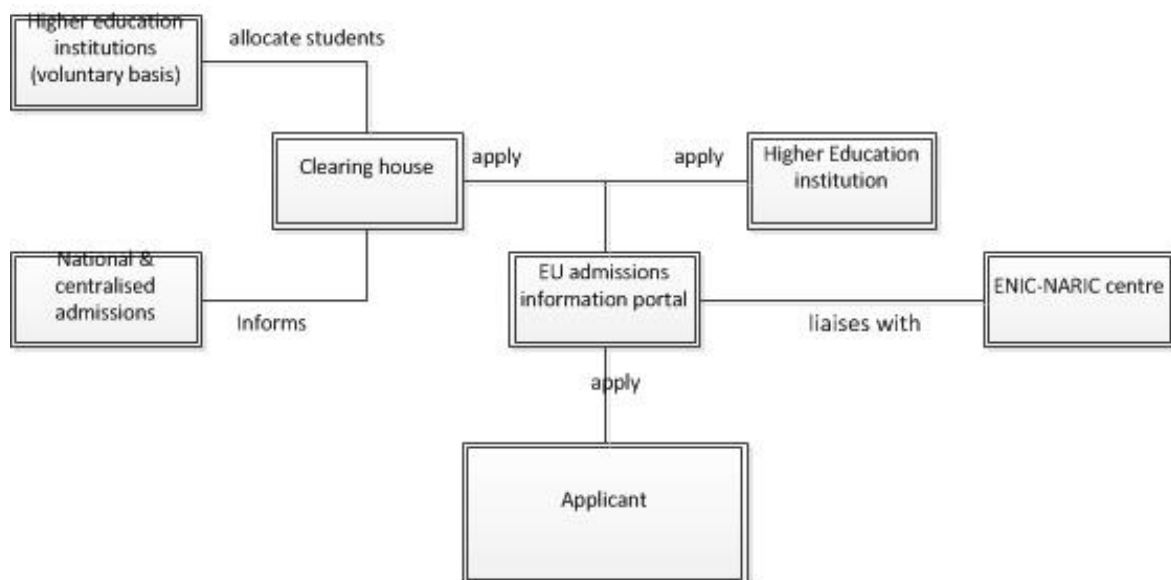 Higher education
institutions
(voluntary basis)
allocate students
Clearing house
apply
apply
Higher Education
institution
National &
centralised
admissions
Informs
EU admissions
information portal
liaises with
ENIC-NARIC centre
apply
Applicant